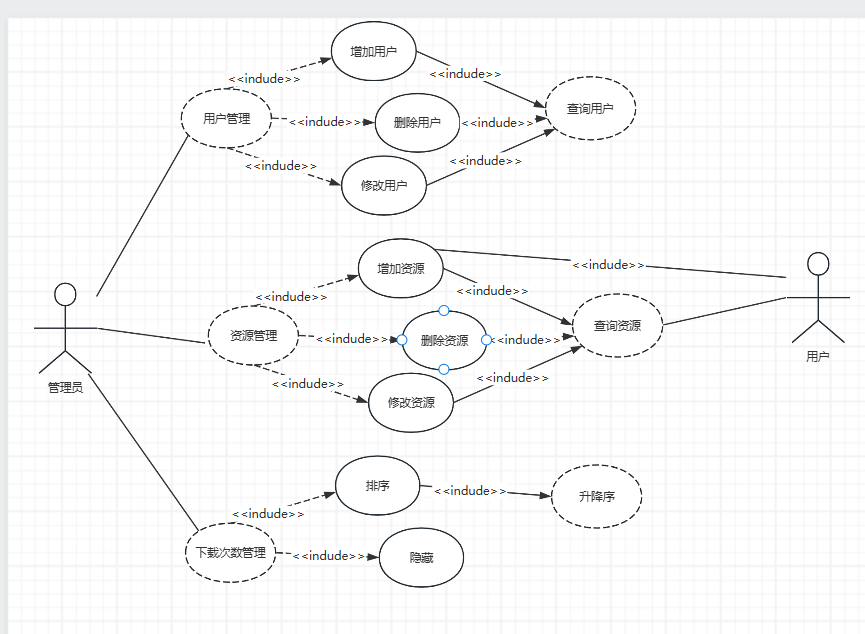 增加用户
<<indude>>
<<indude>>
用户管理
<<indude>>
删除用户
<<indude>>
查询用户
<<indude>>
修改用户
<<indude>>
增加资源
<<indude>>
<<indude>>
<<indude>>
资源管理
<<indude>>
删除资源
<<indude>>
查询资源
用户
管理员
<<indude>>
修改资源
<<indude>>
排序
<<indude>>
升降序
<<indude>>
下载次数管理
<<indude>>
隐藏